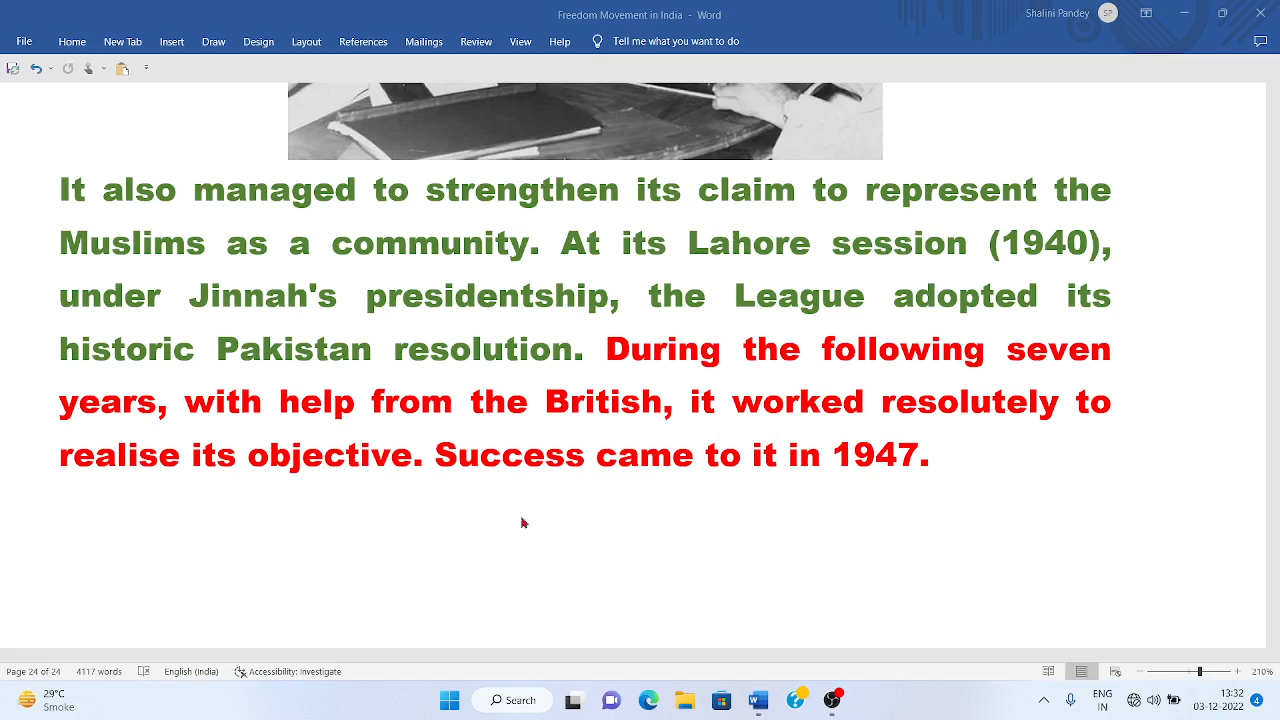 Freedom Movement in India - Word
Shalini Pandey SP
File Home New Tab Insert Draw Design Layout References Mailings Review View Help Tell me what you want to do
It also managed to strengthen its claim to represent the
Muslims as a community. At its Lahore session (1940),
under Jinnah's presidentship, the League adopted its
historic Pakistan resolution. During the following seven
years, with help from the British, it worked resolutely to
realise its objective. Success came to it in 1947.
Page 24 of 24 4117 words English (India) Accessibility: Investigate 210%
29°C
Smoke
Search
ENG
IN
13:36
03-12-2022
4